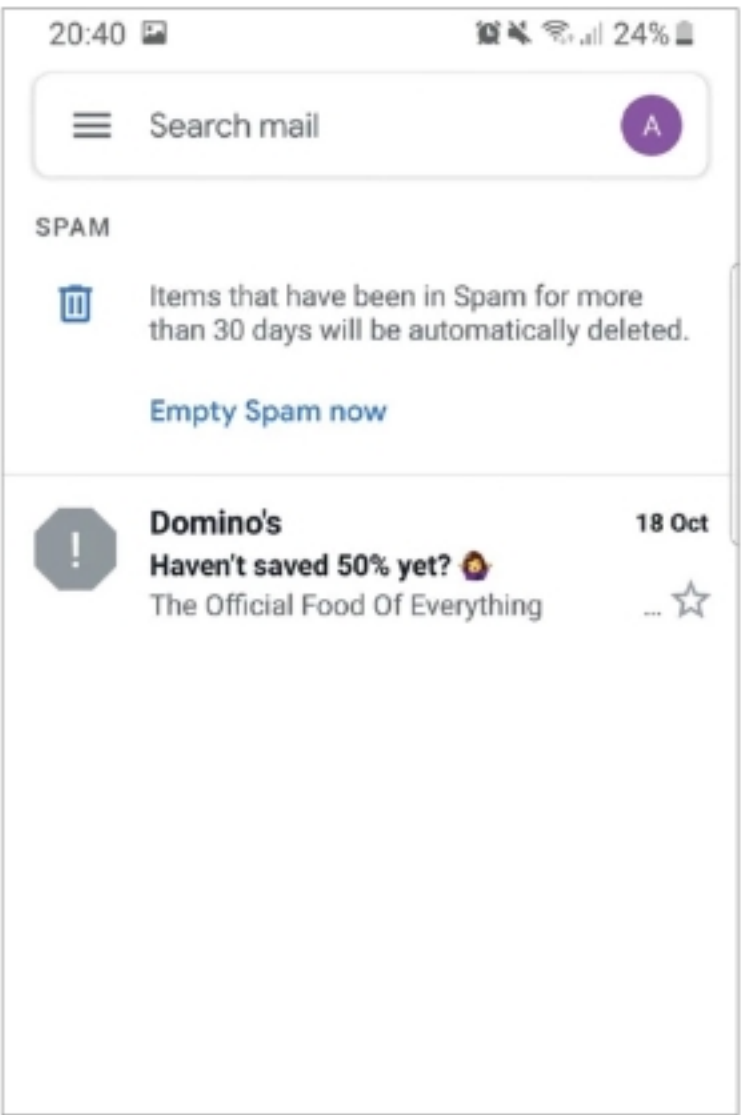 20:40 24%
Search mail A
SPAM
Items that have been in Spam for more
than 30 days will be automatically deleted.
Empty Spam now
! Domino's 18 Oct
Haven't saved 50% yet? 🤷‍♀️
The Official Food Of Everything ...